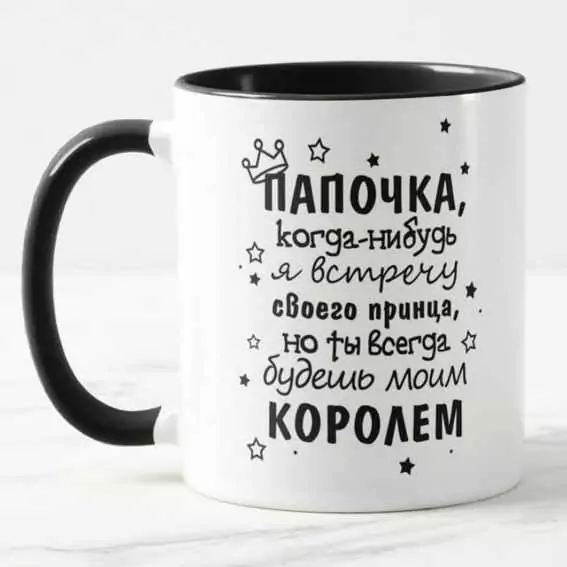 ПАПОЧКА,
когда-нибудь
я встречу
своего принца,
но ты всегда
будешь моим
КОРОЛЕМ